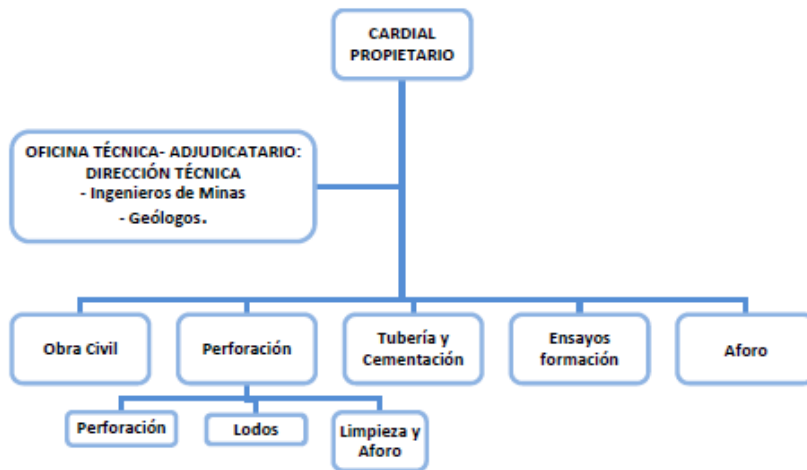 CARDIAL
PROPIETARIO
OFICINA TÉCNICA- ADJUDICATARIO:
DIRECCIÓN TÉCNICA
- Ingenieros de Minas
- Geólogos.
Obra Civil
Perforación
Tubería y
Cementación
Ensayos
formación
Aforo
Perforación
Lodos
Limpieza y
Aforo